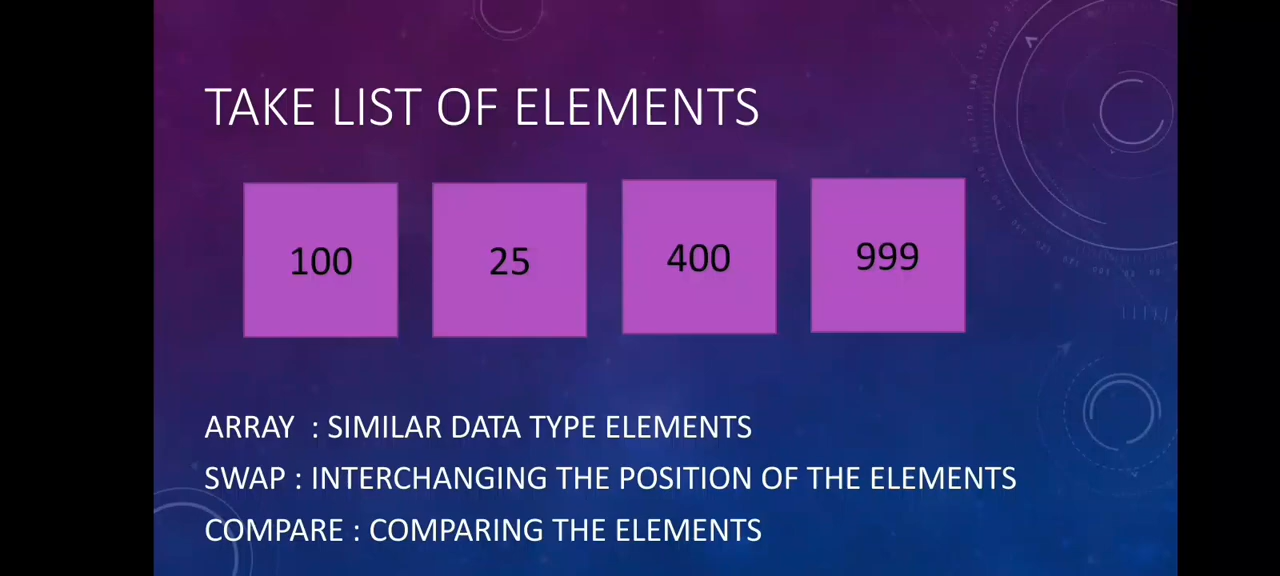 TAKE LIST OF ELEMENTS
100 25 400 999
ARRAY : SIMILAR DATA TYPE ELEMENTS
SWAP : INTERCHANGING THE POSITION OF THE ELEMENTS
COMPARE : COMPARING THE ELEMENTS